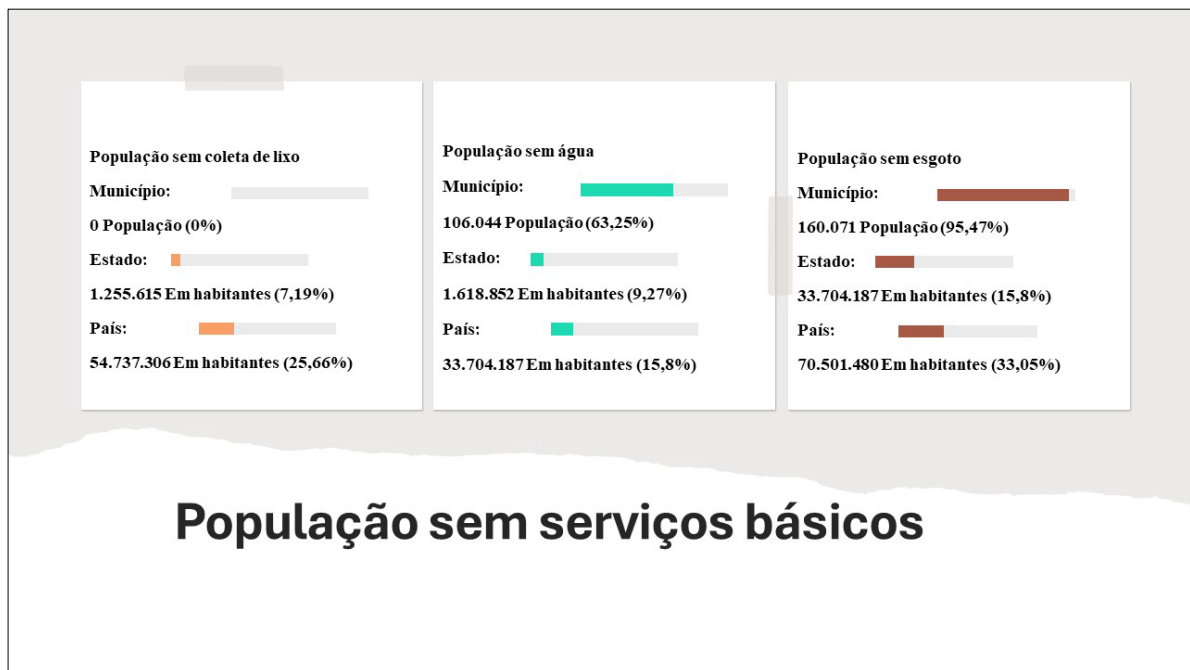 População sem coleta de lixo
Município:
0 População (0%)
Estado:
1.255.615 Em habitantes (7,19%)
País:
54.737.306 Em habitantes (25,66%)
População sem água
Município:
106.044 População (63,25%)
Estado:
1.618.852 Em habitantes (9,27%)
País:
33.704.187 Em habitantes (15,8%)
População sem esgoto
Município:
160.071 População (95,47%)
Estado:
33.704.187 Em habitantes (15,8%)
País:
70.501.480 Em habitantes (33,05%)
População sem serviços básicos